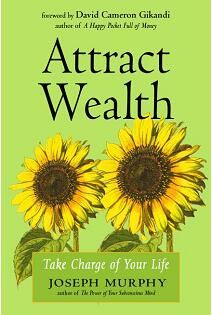 foreword by David Cameron Gikandi
author of A Happy Pocket Full of Money
Attract
Wealth
Take Charge of Your Life
JOSEPH MURPHY
author of The Power of Your Subconscious Mind